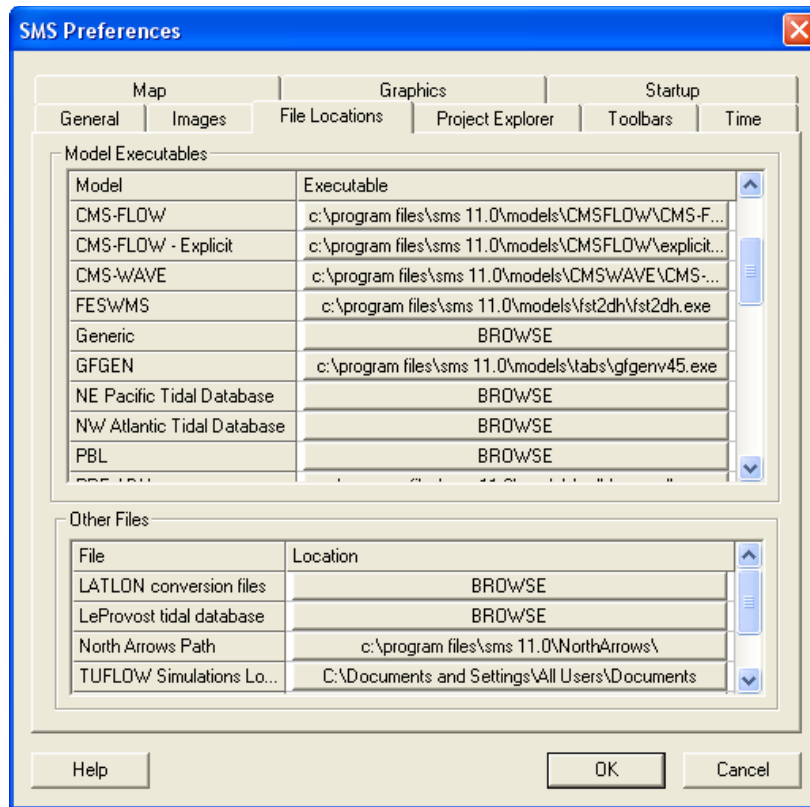 SMS Preferences
Map Graphics Startup
General Images File Locations Project Explorer Toolbars Time
Model Executables
Model Executable
CMS-FLOW c:\program files\sms 11.0\models\CMSFLOW\CMS-F...
CMS-FLOW - Explicit c:\program files\sms 11.0\models\CMSFLOW\explicit...
CMS-WAVE c:\program files\sms 11.0\models\CMSWAVE\CMS-...
FESWMS c:\program files\sms 11.0\models\fst2dh\fst2dh.exe
Generic BROWSE
GFGEN c:\program files\sms 11.0\models\tabs\gfgenv45.exe
NE Pacific Tidal Database BROWSE
NW Atlantic Tidal Database BROWSE
PBL BROWSE
Other Files
File Location
LATLON conversion files BROWSE
LeProvost tidal database BROWSE
North Arrows Path c:\program files\sms 11.0\NorthArrows\
TUFLOW Simulations Lo... C:\Documents and Settings\All Users\Documents
Help OK Cancel